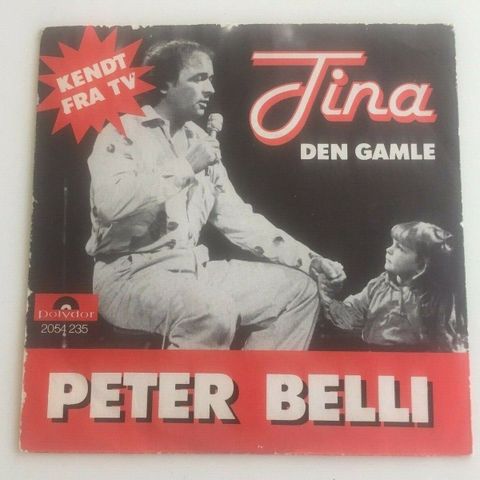 KENDT
FRA TV
Tina
DEN GAMLE
polydor
2054 235
PETER BELLI